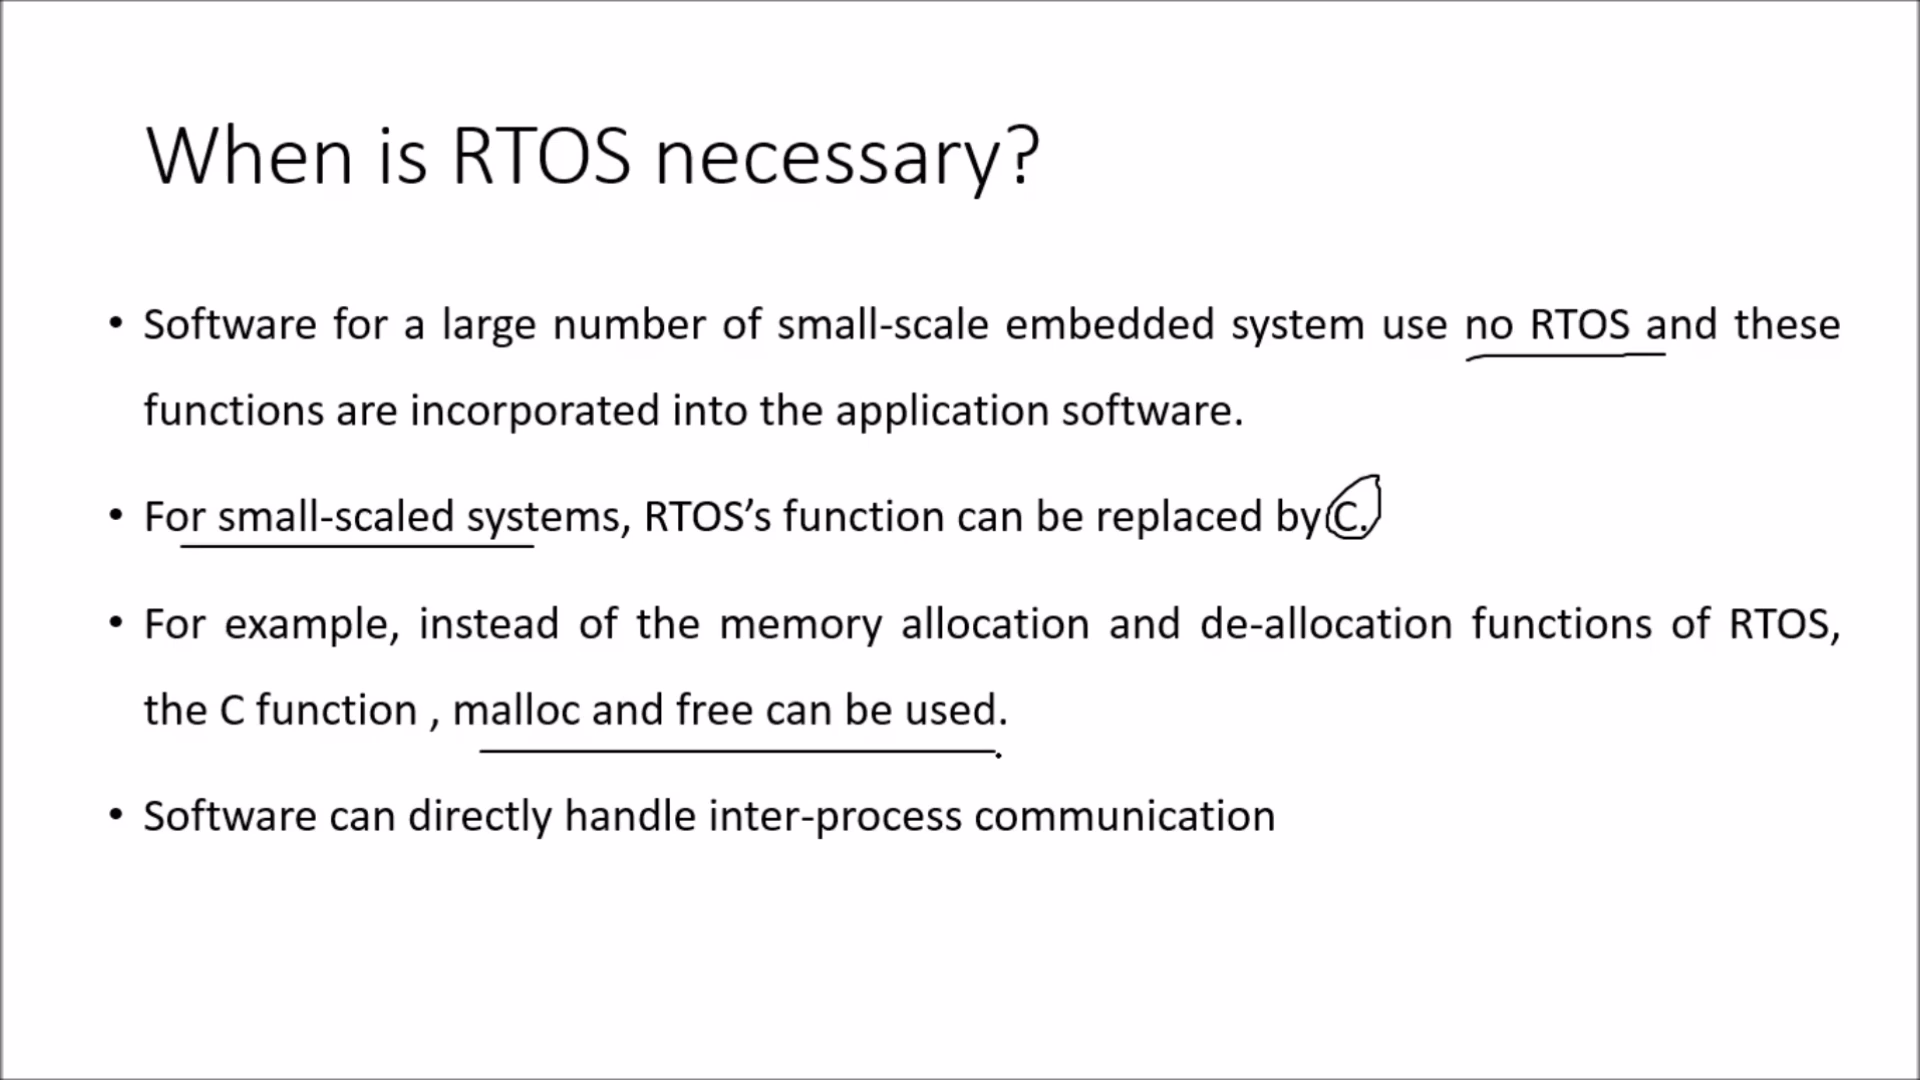 When is RTOS necessary?
• Software for a large number of small-scale embedded system use no RTOS and these
functions are incorporated into the application software.
• For small-scaled systems, RTOS’s function can be replaced by C.
• For example, instead of the memory allocation and de-allocation functions of RTOS,
the C function , malloc and free can be used.
• Software can directly handle inter-process communication